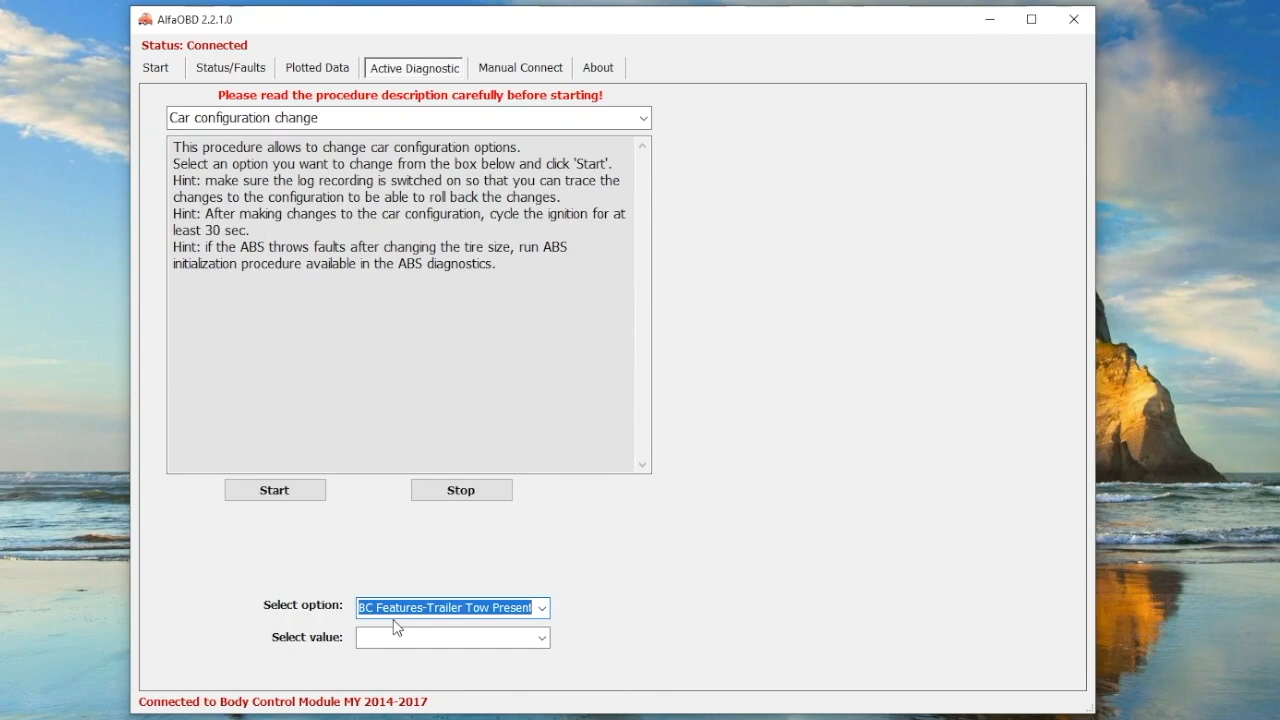 AlfaOBD 2.2.1.0
Status: Connected
Start Status/Faults Plotted Data Active Diagnostic Manual Connect About
Please read the procedure description carefully before starting!
Car configuration change
This procedure allows to change car configuration options.
Select an option you want to change from the box below and click 'Start'.
Hint: make sure the log recording is switched on so that you can trace the
changes to the configuration to be able to roll back the changes.
Hint: After making changes to the car configuration, cycle the ignition for at
least 30 sec.
Hint: if the ABS throws faults after changing the tire size, run ABS
initialization procedure available in the ABS diagnostics.
Start Stop
Select option: BC Features-Trailer Tow Present
Select value:
Connected to Body Control Module MY 2014-2017